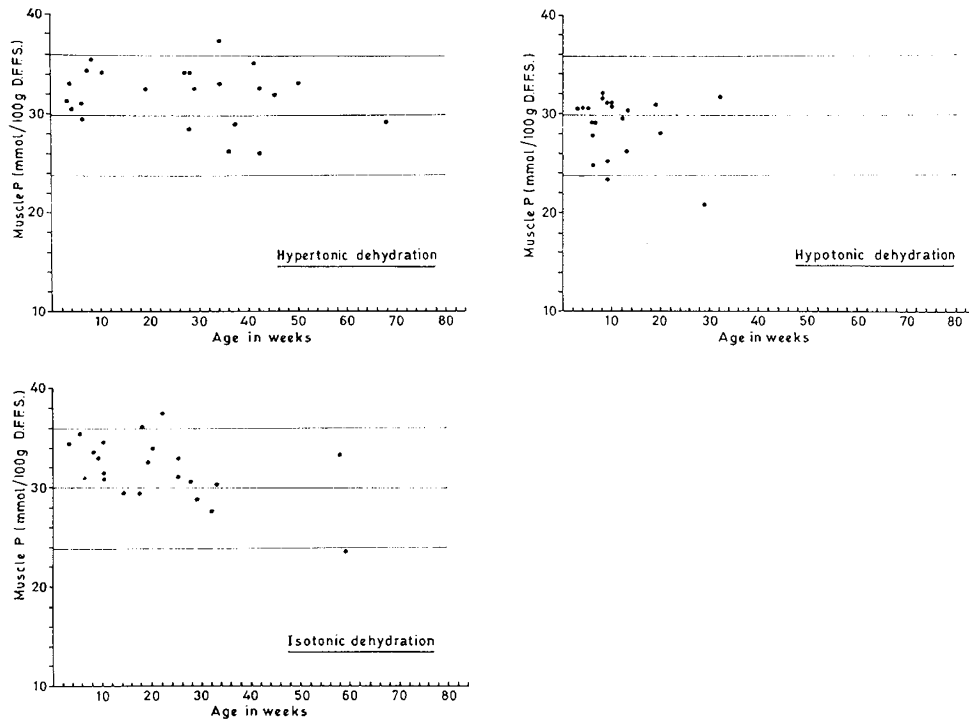 40
30
20
10
Muscle P (mmol/100g D.F.F.S.)
Hypertonic dehydration
10 20 30 40 50 60 70 80
Age in weeks
40
30
20
10
Muscle P (mmol/100g D.F.F.S.)
Hypotonic dehydration
10 20 30 40 50 60 70 80
Age in weeks
40
30
20
10
Muscle P (mmol/100g D.F.F.S.)
Isotonic dehydration
10 20 30 40 50 60 70 80
Age in weeks